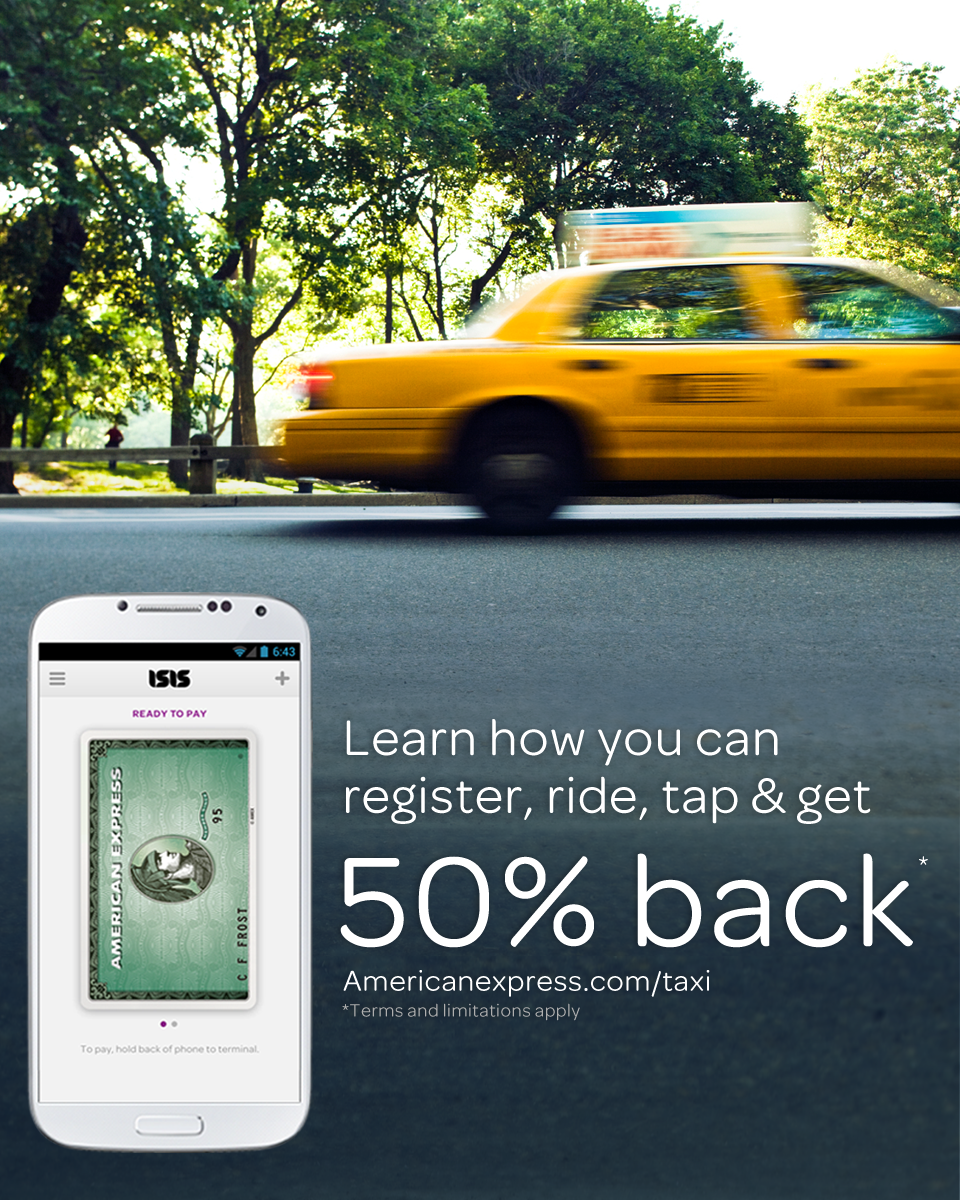 6:43
ISIS
READY TO PAY
AMERICAN EXPRESS
95
C F FROST
To pay, hold back of phone to terminal.
Learn how you can
register, ride, tap & get
50% back*
Americanexpress.com/taxi
*Terms and limitations apply